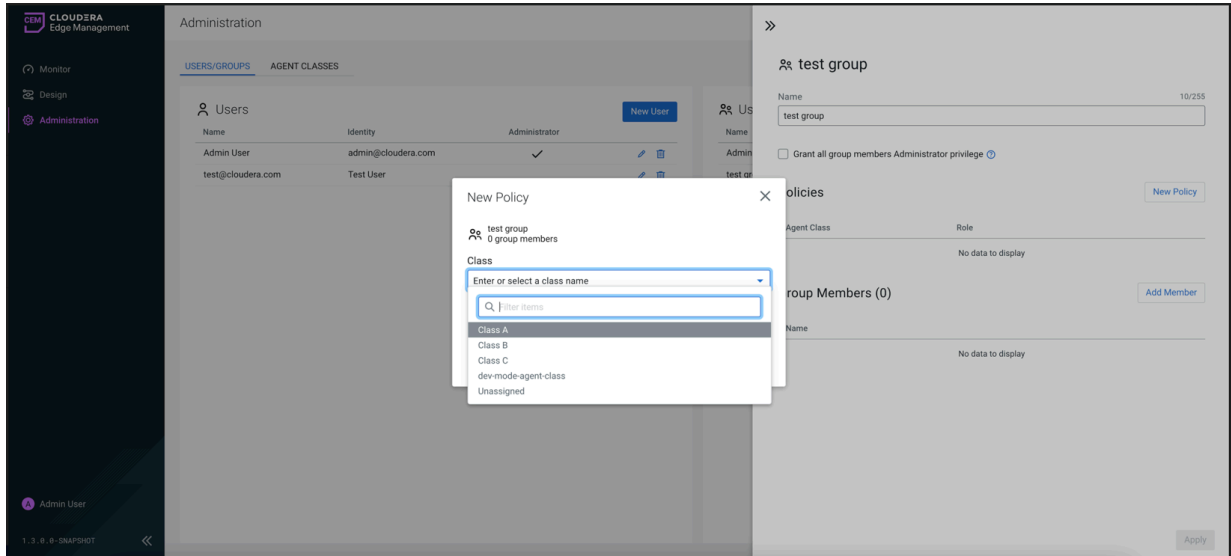 CEM CLOUDERA
Edge Management
Monitor
Design
Administration
Admin User
1.3.0.0-SNAPSHOT
Administration
USERS/GROUPS AGENT CLASSES
Users
New User
Name Identity Administrator
Admin User admin@cloudera.com
test@cloudera.com Test User
Us
Name
Admin
test gr
New Policy
test group
0 group members
Class
Enter or select a class name
Filter items
Class A
Class B
Class C
dev-mode-agent-class
Unassigned
test group
Name 10/255
test group
Grant all group members Administrator privilege
olicies New Policy
Agent Class Role
No data to display
roup Members (0) Add Member
Name
No data to display
Apply
A